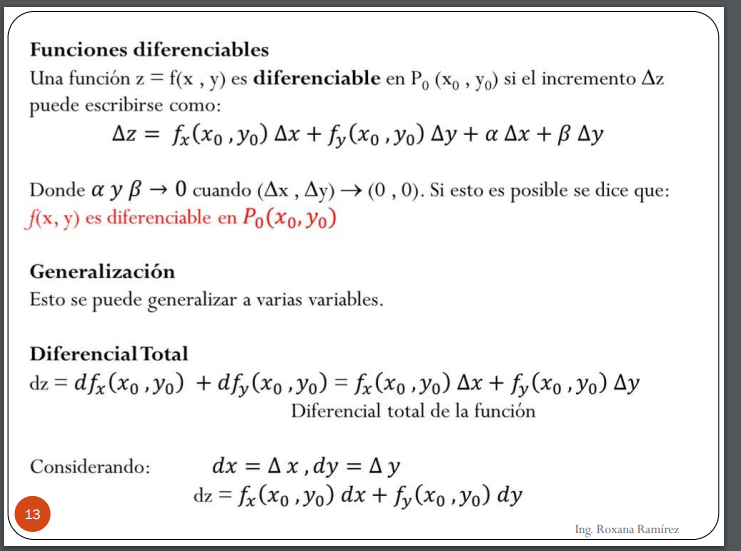 Funciones diferenciables
Una función z = f(x , y) es diferenciable en P₀ (x₀ , y₀) si el incremento Δz
puede escribirse como:
Δz = fₓ(x₀ , y₀) Δx + f_y(x₀ , y₀) Δy + α Δx + β Δy
Donde α y β → 0 cuando (Δx , Δy) → (0 , 0). Si esto es posible se dice que:
f(x, y) es diferenciable en P₀(x₀, y₀)
Generalización
Esto se puede generalizar a varias variables.
Diferencial Total
dz = dfₓ(x₀ , y₀) + df_y(x₀ , y₀) = fₓ(x₀ , y₀) Δx + f_y(x₀ , y₀) Δy
Diferencial total de la función
Considerando: dx = Δ x , dy = Δ y
dz = fₓ(x₀ , y₀) dx + f_y(x₀ , y₀) dy
13
Ing. Roxana Ramírez